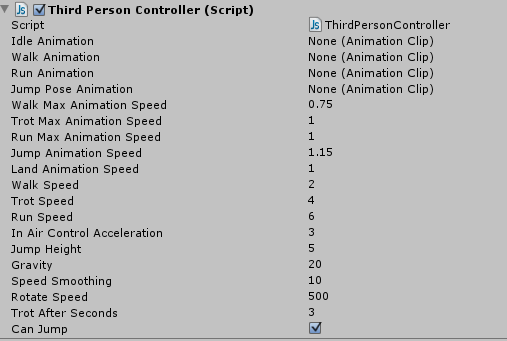 Third Person Controller (Script)
Script ThirdPersonController
Idle Animation None (Animation Clip)
Walk Animation None (Animation Clip)
Run Animation None (Animation Clip)
Jump Pose Animation None (Animation Clip)
Walk Max Animation Speed 0.75
Trot Max Animation Speed 1
Run Max Animation Speed 1
Jump Animation Speed 1.15
Land Animation Speed 1
Walk Speed 2
Trot Speed 4
Run Speed 6
In Air Control Acceleration 3
Jump Height 5
Gravity 20
Speed Smoothing 10
Rotate Speed 500
Trot After Seconds 3
Can Jump